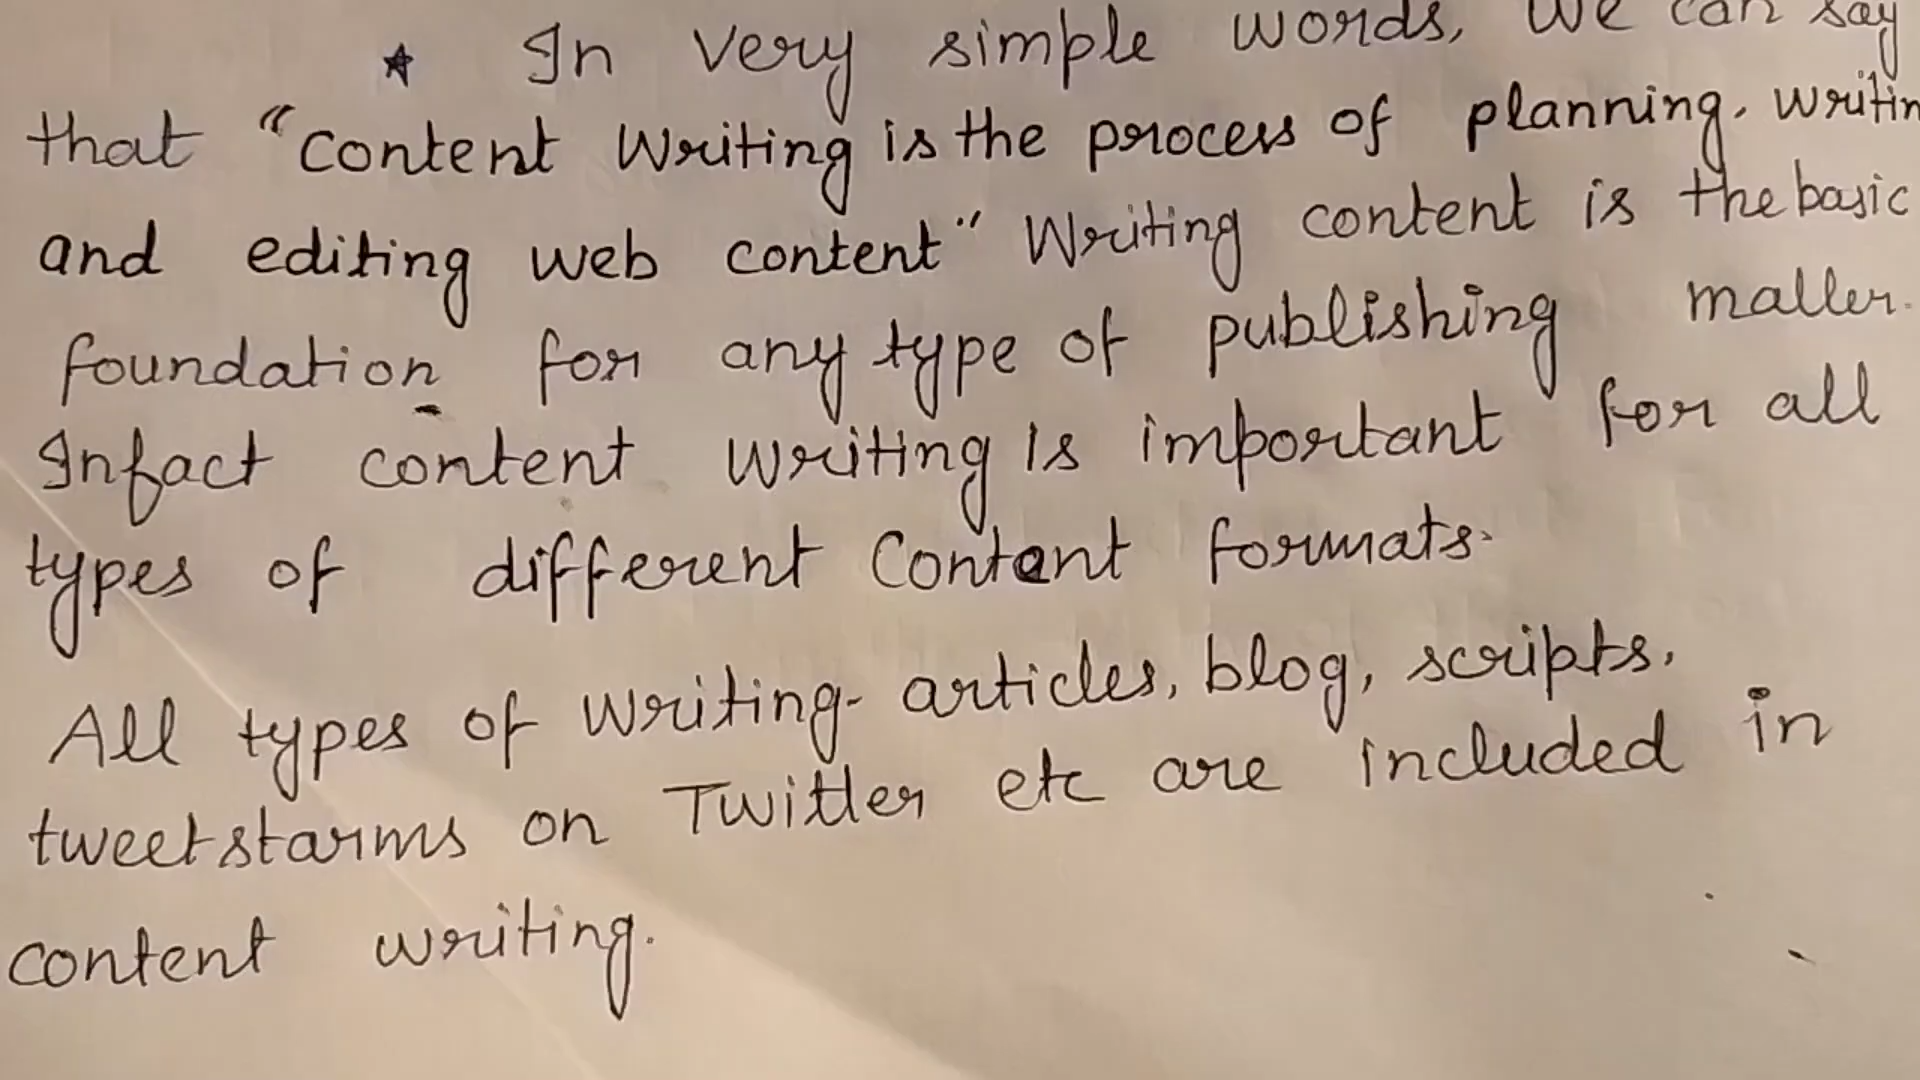 ★ In very simple words, We can say
that "Content Writing is the process of planning, writin
and editing web content" Writing content is the basic
foundation for any type of publishing matter.
Infact content writing is important for all
types of different Content formats.
All types of writing- articles, blog, scripts,
tweetstarms on Twitter etc are included in
content writing.